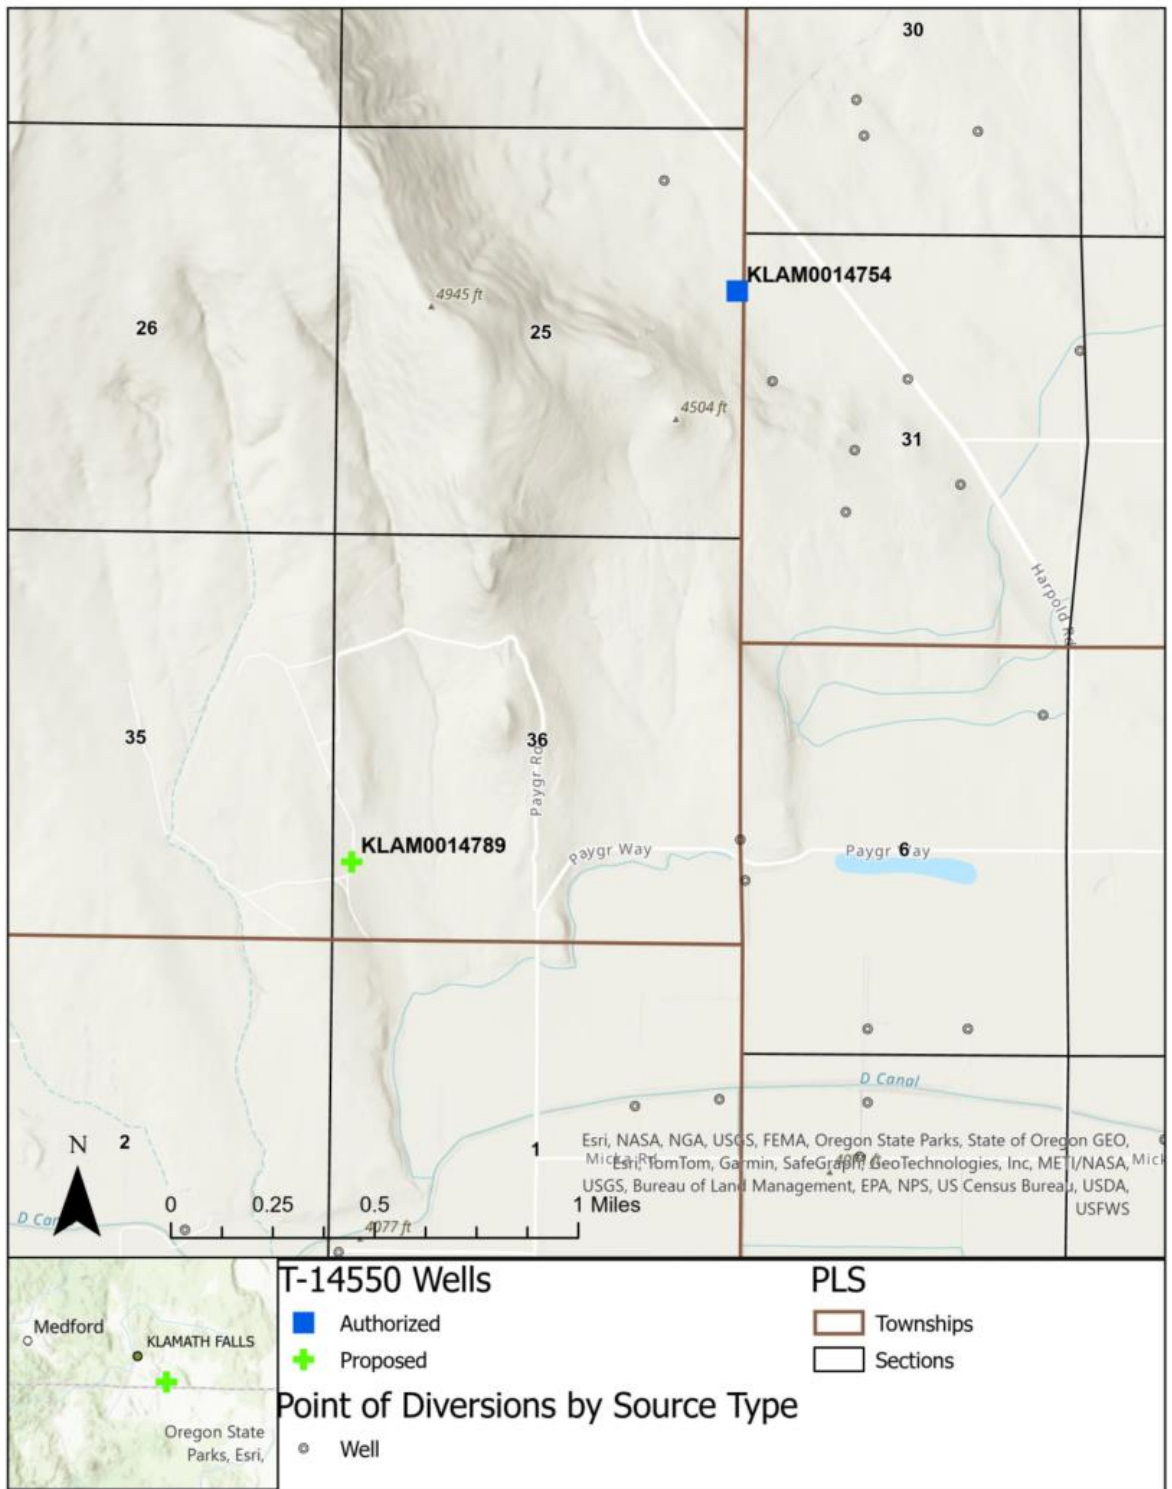 30
KLAM0014754
4945 ft
26
25
4504 ft
31
Harpold Rd
35
36
Paygr Rd
KLAM0014789
Paygr Way
Paygr Way
6
D Canal
2
1
Esri, NASA, NGA, USGS, FEMA, Oregon State Parks, State of Oregon GEO,
Micka Rd
Esri, TomTom, Garmin, SafeGraph, GeoTechnologies, Inc, METI/NASA,
Mick
USGS, Bureau of Land Management, EPA, NPS, US Census Bureau, USDA,
USFWS
N
0 0.25 0.5 1 Miles
D Can
4077 ft
Medford
KLAMATH FALLS
Oregon State
Parks, Esri,
T-14550 Wells
Authorized
Proposed
Point of Diversions by Source Type
Well
PLS
Townships
Sections